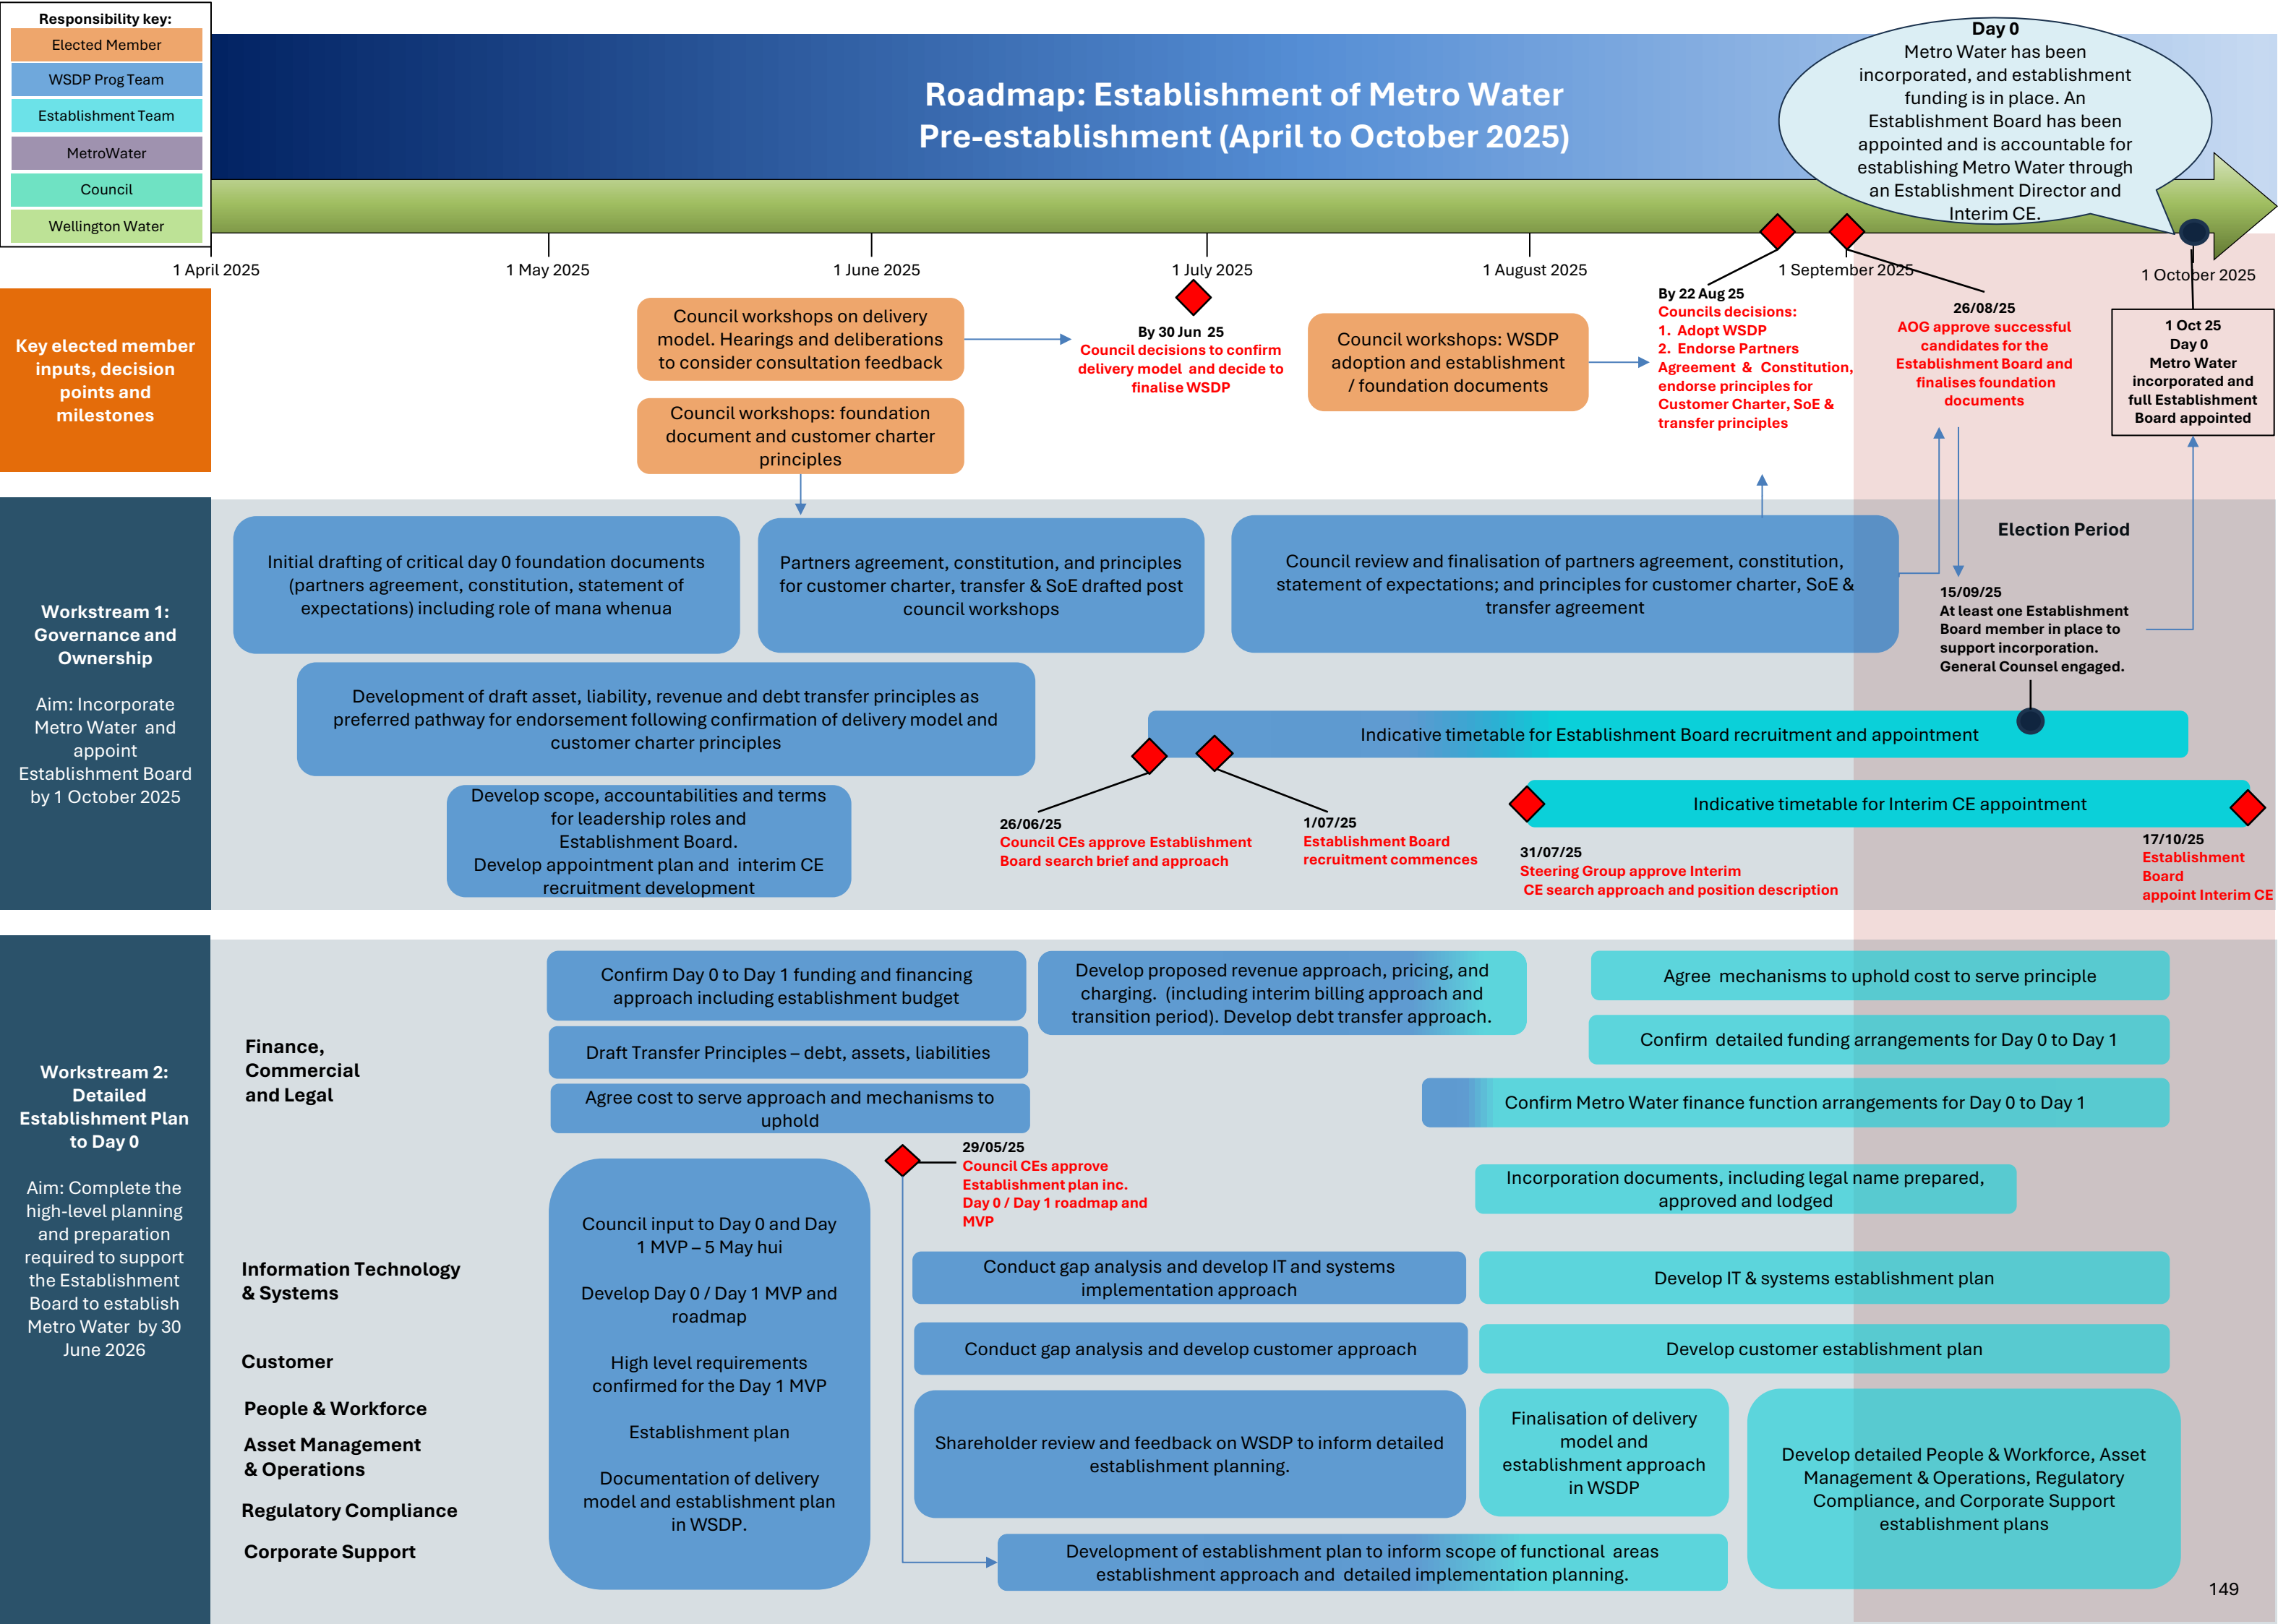 Responsibility key:
Elected Member
WSDP Prog Team
Establishment Team
MetroWater
Council
Wellington Water
Roadmap: Establishment of Metro Water
Pre-establishment (April to October 2025)
Day 0
Metro Water has been
incorporated, and establishment
funding is in place. An
Establishment Board has been
appointed and is accountable for
establishing Metro Water through
an Establishment Director and
Interim CE.
1 April 2025
1 May 2025
1 June 2025
1 July 2025
1 August 2025
1 September 2025
1 October 2025
Key elected member
inputs, decision
points and
milestones
Council workshops on delivery
model. Hearings and deliberations
to consider consultation feedback
Council workshops: foundation
document and customer charter
principles
By 30 Jun 25
Council decisions to confirm
delivery model and decide to
finalise WSDP
Council workshops: WSDP
adoption and establishment
/ foundation documents
By 22 Aug 25
Councils decisions:
1. Adopt WSDP
2. Endorse Partners
Agreement & Constitution,
endorse principles for
Customer Charter, SoE &
transfer principles
26/08/25
AOG approve successful
candidates for the
Establishment Board and
finalises foundation
documents
1 Oct 25
Day 0
Metro Water
incorporated and
full Establishment
Board appointed
Workstream 1:
Governance and
Ownership
Aim: Incorporate
Metro Water and
appoint
Establishment Board
by 1 October 2025
Initial drafting of critical day 0 foundation documents
(partners agreement, constitution, statement of
expectations) including role of mana whenua
Partners agreement, constitution, and principles
for customer charter, transfer & SoE drafted post
council workshops
Council review and finalisation of partners agreement, constitution,
statement of expectations; and principles for customer charter, SoE &
transfer agreement
Election Period
15/09/25
At least one Establishment
Board member in place to
support incorporation.
General Counsel engaged.
Development of draft asset, liability, revenue and debt transfer principles as
preferred pathway for endorsement following confirmation of delivery model and
customer charter principles
Indicative timetable for Establishment Board recruitment and appointment
Develop scope, accountabilities and terms
for leadership roles and
Establishment Board.
Develop appointment plan and interim CE
recruitment development
26/06/25
Council CEs approve Establishment
Board search brief and approach
1/07/25
Establishment Board
recruitment commences
Indicative timetable for Interim CE appointment
31/07/25
Steering Group approve Interim
CE search approach and position description
17/10/25
Establishment
Board
appoint Interim CE
Workstream 2:
Detailed
Establishment Plan
to Day 0
Aim: Complete the
high-level planning
and preparation
required to support
the Establishment
Board to establish
Metro Water by 30
June 2026
Finance,
Commercial
and Legal
Confirm Day 0 to Day 1 funding and financing
approach including establishment budget
Draft Transfer Principles – debt, assets, liabilities
Agree cost to serve approach and mechanisms to
uphold
Develop proposed revenue approach, pricing, and
charging. (including interim billing approach and
transition period). Develop debt transfer approach.
Agree mechanisms to uphold cost to serve principle
Confirm detailed funding arrangements for Day 0 to Day 1
Confirm Metro Water finance function arrangements for Day 0 to Day 1
29/05/25
Council CEs approve
Establishment plan inc.
Day 0 / Day 1 roadmap and
MVP
Incorporation documents, including legal name prepared,
approved and lodged
Council input to Day 0 and Day
1 MVP – 5 May hui
Develop Day 0 / Day 1 MVP and
roadmap
High level requirements
confirmed for the Day 1 MVP
Establishment plan
Documentation of delivery
model and establishment plan
in WSDP.
Information Technology
& Systems
Conduct gap analysis and develop IT and systems
implementation approach
Develop IT & systems establishment plan
Customer
Conduct gap analysis and develop customer approach
Develop customer establishment plan
People & Workforce
Asset Management
& Operations
Regulatory Compliance
Corporate Support
Shareholder review and feedback on WSDP to inform detailed
establishment planning.
Finalisation of delivery
model and
establishment approach
in WSDP
Develop detailed People & Workforce, Asset
Management & Operations, Regulatory
Compliance, and Corporate Support
establishment plans
Development of establishment plan to inform scope of functional areas
establishment approach and detailed implementation planning.
149